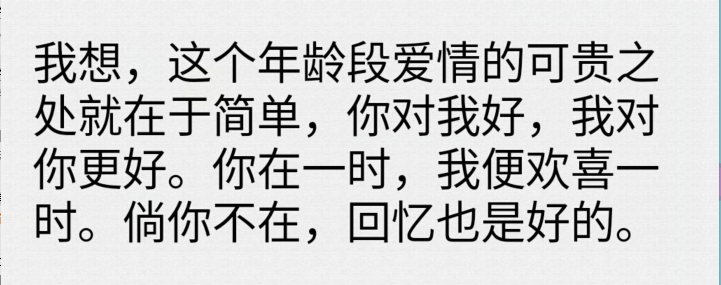 我想，这个年龄段爱情的可贵之
处就在于简单，你对我好，我对
你更好。你在一时，我便欢喜一
时。倘你不在，回忆也是好的。